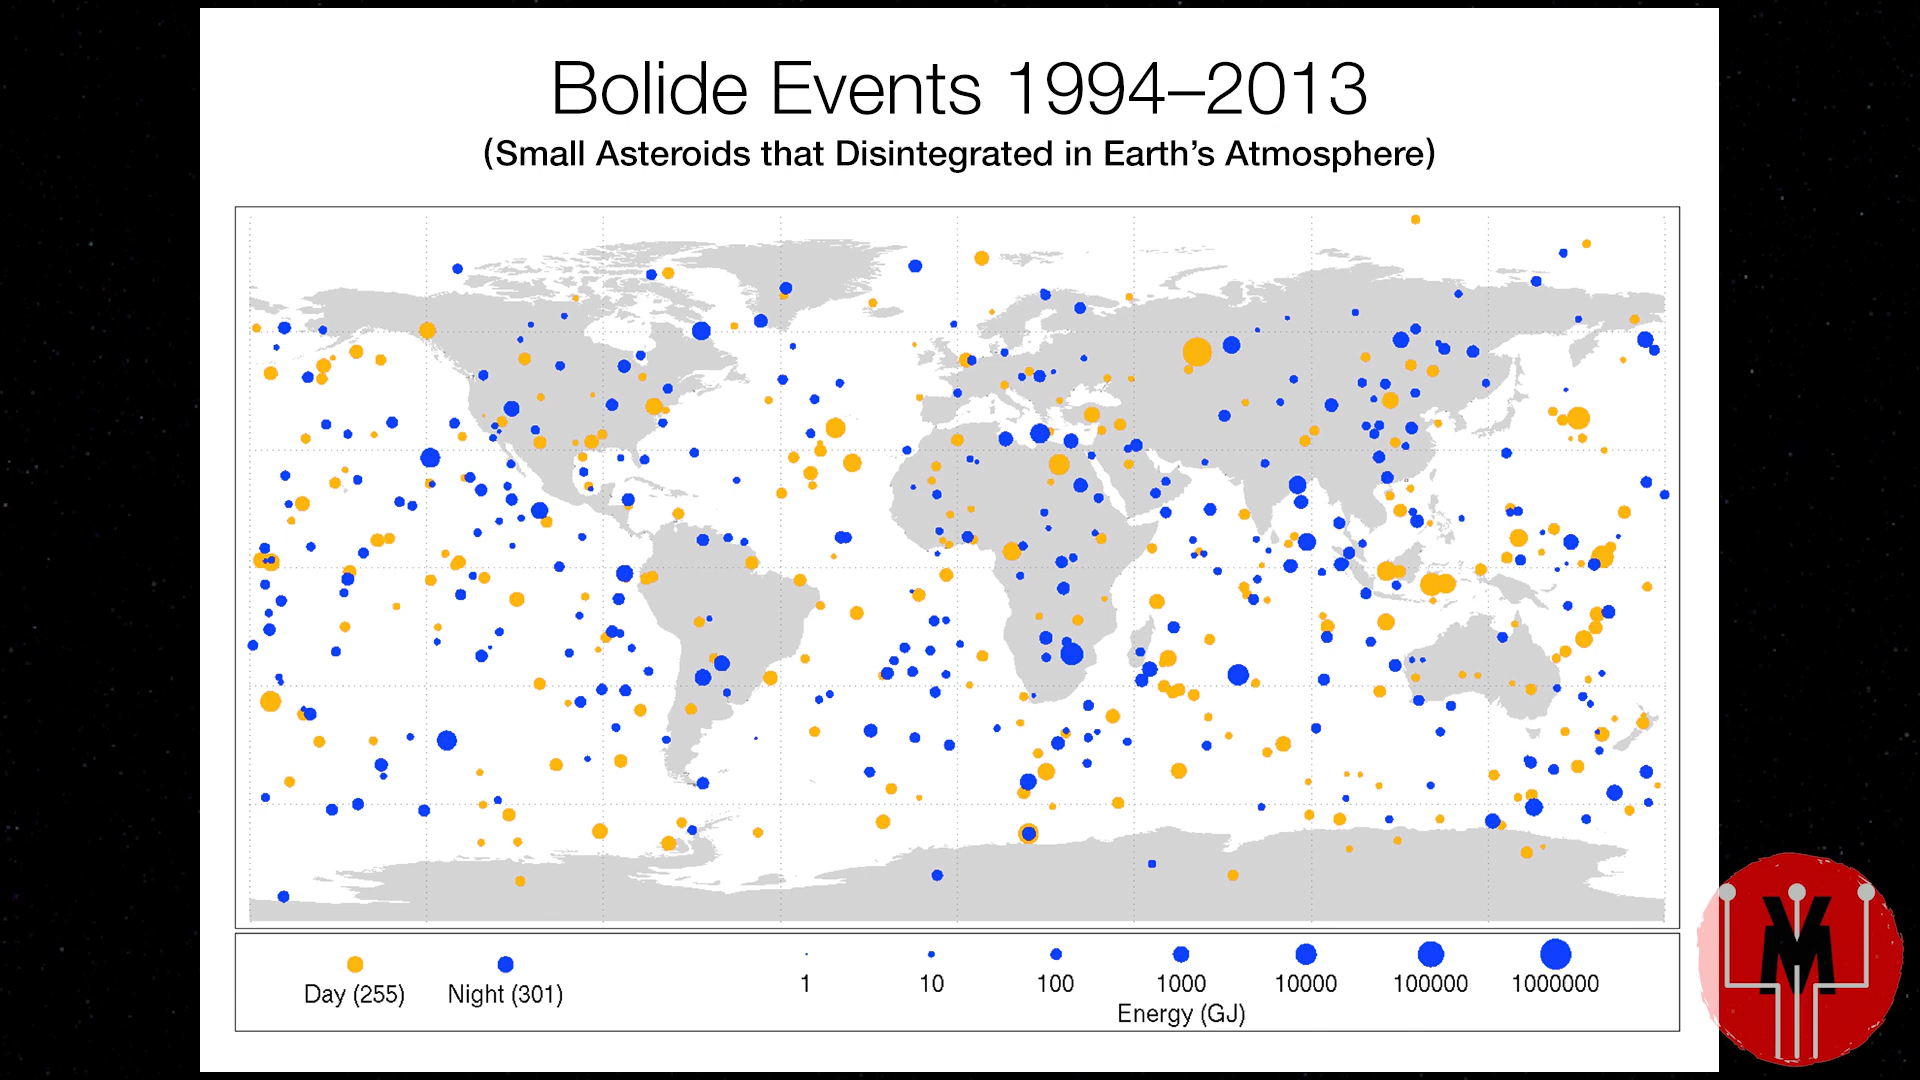 Bolide Events 1994–2013
(Small Asteroids that Disintegrated in Earth's Atmosphere)
Day (255) Night (301)
1 10 100 1000 10000 100000 1000000
Energy (GJ)
VM